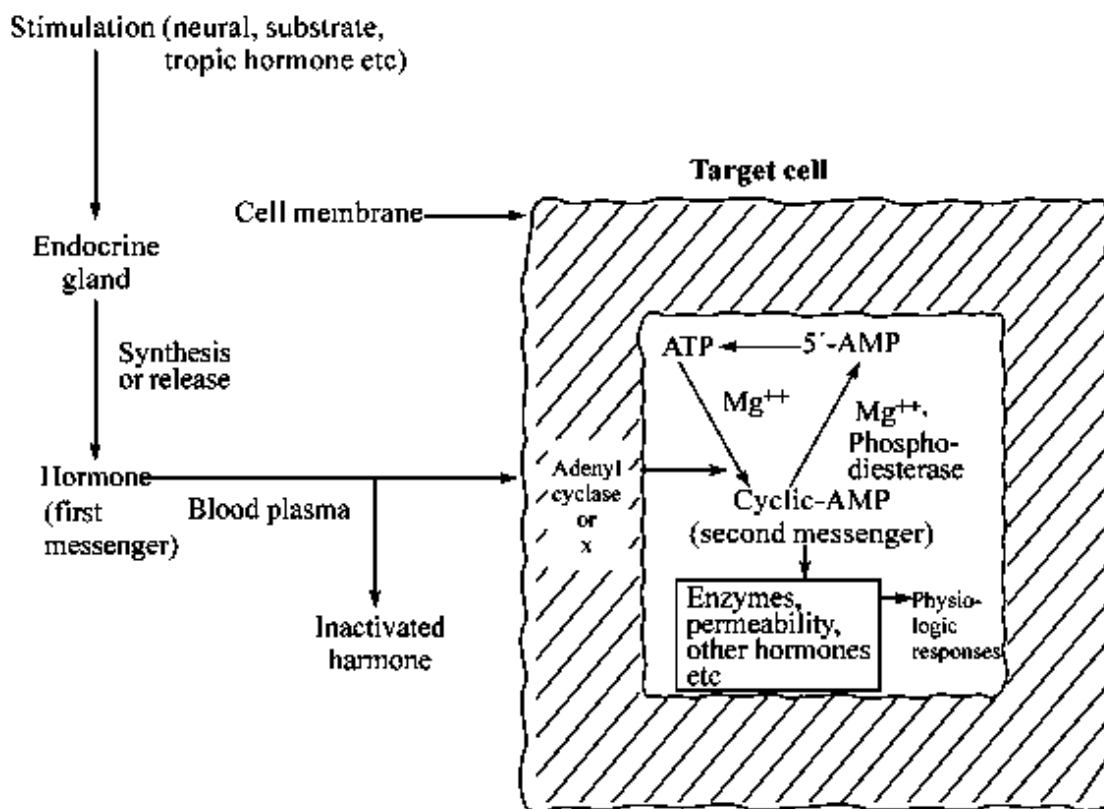 Stimulation (neural, substrate,
tropic hormone etc)
Target cell
Cell membrane
Endocrine
gland
Synthesis
or release
Hormone
(first
messenger)
Blood plasma
Inactivated
harmone
Adenyl
cyclase
or
x
ATP
5´-AMP
Mg++
Mg++,
Phospho-
diesterase
Cyclic-AMP
(second messenger)
Enzymes,
permeability,
other hormones
etc
Physio-
logic
responses